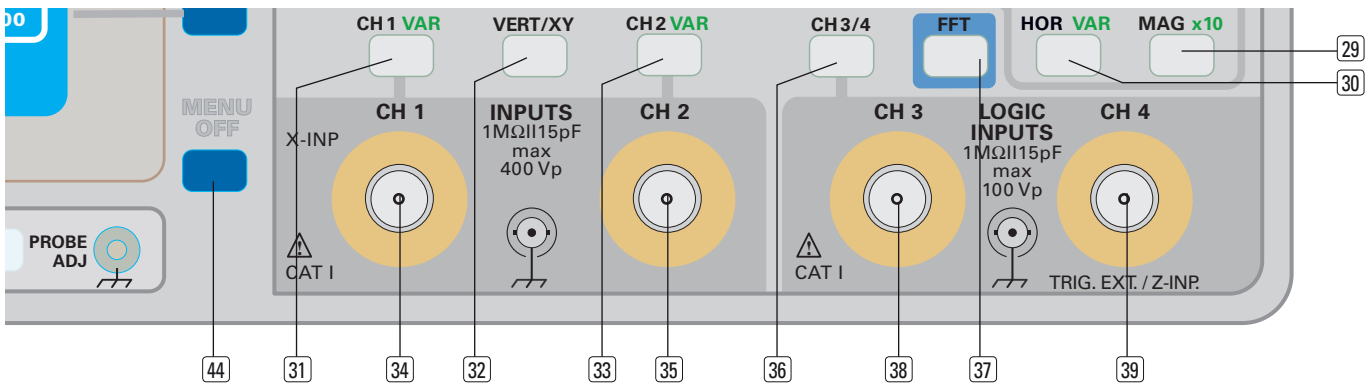 00
CH 1 VAR
VERT/XY
CH 2 VAR
CH 3/4
FFT
HOR VAR
MAG x10
29
30
MENU
OFF
CH 1
INPUTS
1MΩII15pF
max
400 Vp
CH 2
CH 3
LOGIC
INPUTS
1MΩII15pF
max
100 Vp
CH 4
X-INP
CAT I
CAT I
TRIG. EXT. / Z-INP.
PROBE
ADJ
44
31
34
32
33
35
36
38
37
39